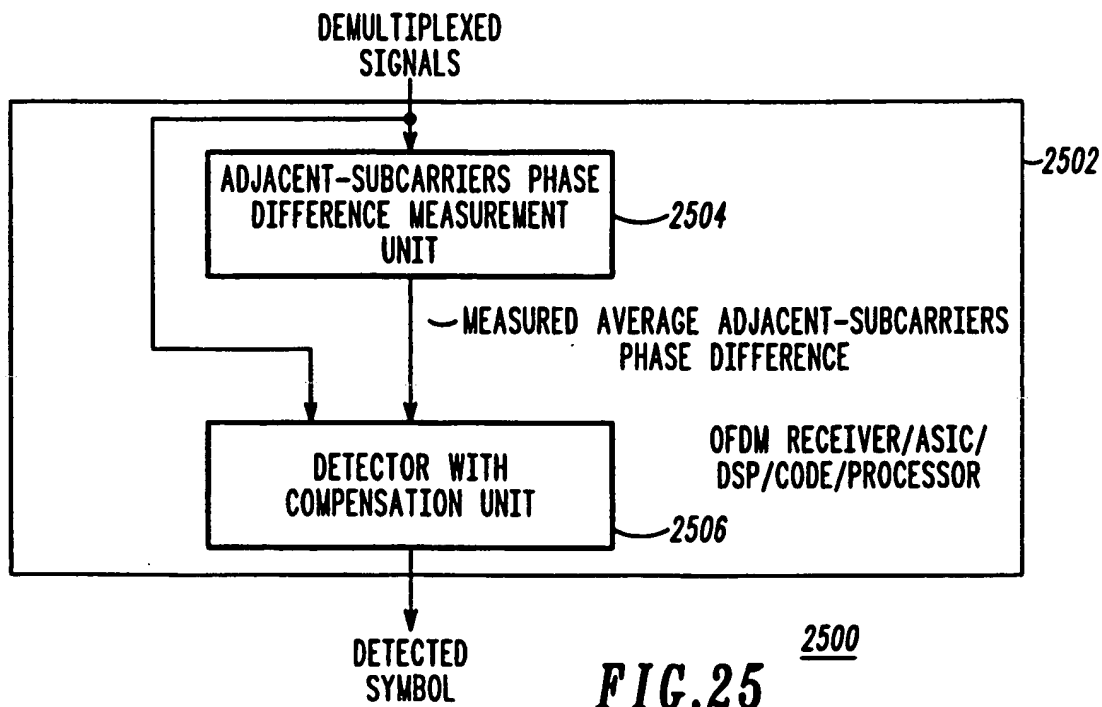 DEMULTIPLEXED
SIGNALS
2502
ADJACENT-SUBCARRIERS PHASE
DIFFERENCE MEASUREMENT
UNIT
2504
MEASURED AVERAGE ADJACENT-SUBCARRIERS
PHASE DIFFERENCE
DETECTOR WITH
COMPENSATION UNIT
2506
OFDM RECEIVER/ASIC/
DSP/CODE/PROCESSOR
DETECTED
SYMBOL
2500
FIG.25